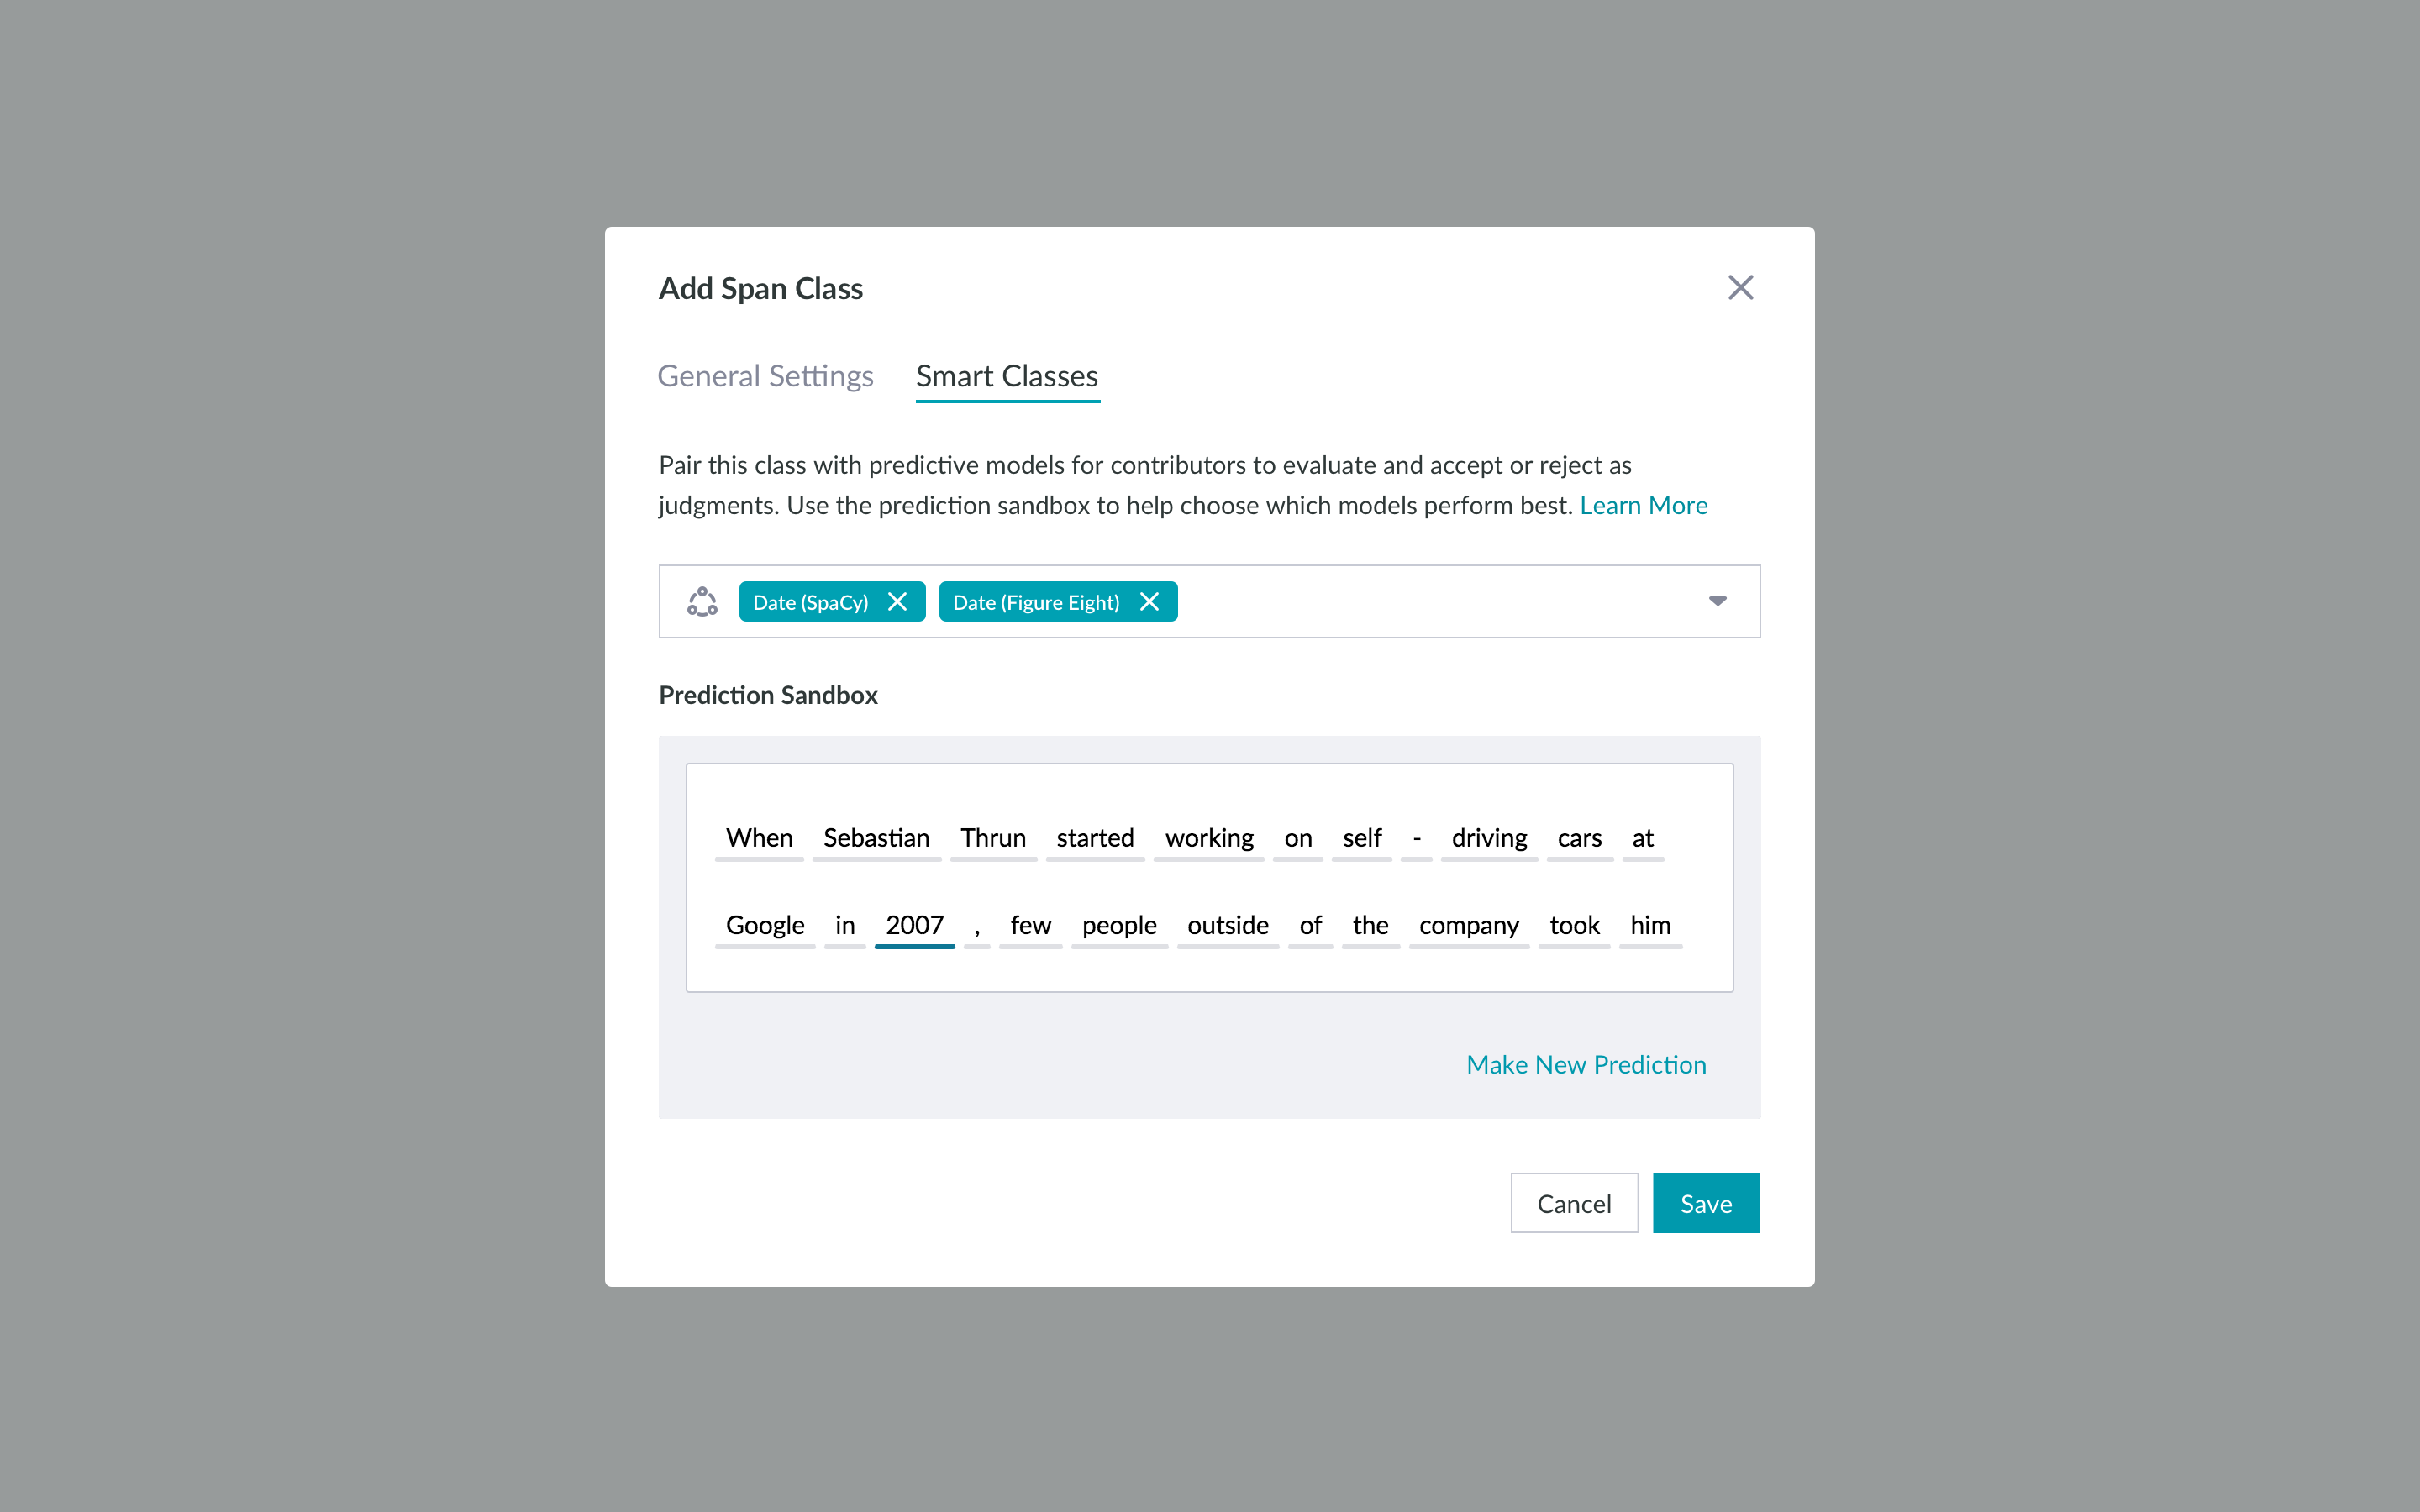 Add Span Class
General Settings Smart Classes
Pair this class with predictive models for contributors to evaluate and accept or reject as
judgments. Use the prediction sandbox to help choose which models perform best. Learn More
Date (SpaCy) Date (Figure Eight)
Prediction Sandbox
When Sebastian Thrun started working on self - driving cars at
Google in 2007 , few people outside of the company took him
Make New Prediction
Cancel Save